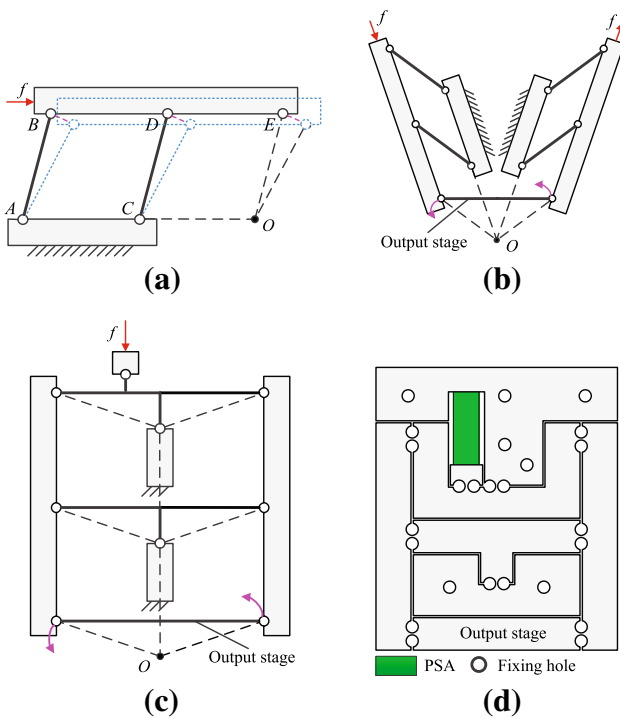 f
B
D
E
A
C
O
(a)
f
f
Output stage
O
(b)
f
Output stage
O
(c)
Output stage
PSA
Fixing hole
(d)